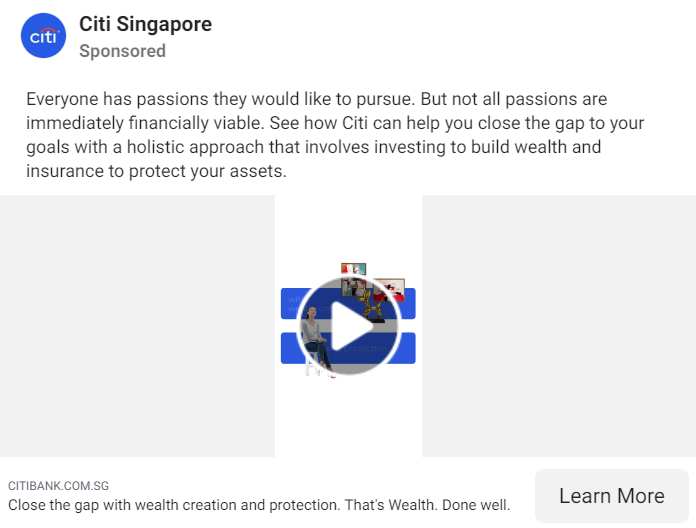 citi
Citi Singapore
Sponsored
Everyone has passions they would like to pursue. But not all passions are
immediately financially viable. See how Citi can help you close the gap to your
goals with a holistic approach that involves investing to build wealth and
insurance to protect your assets.
protection
CITIBANK.COM.SG
Close the gap with wealth creation and protection. That's Wealth. Done well.
Learn More